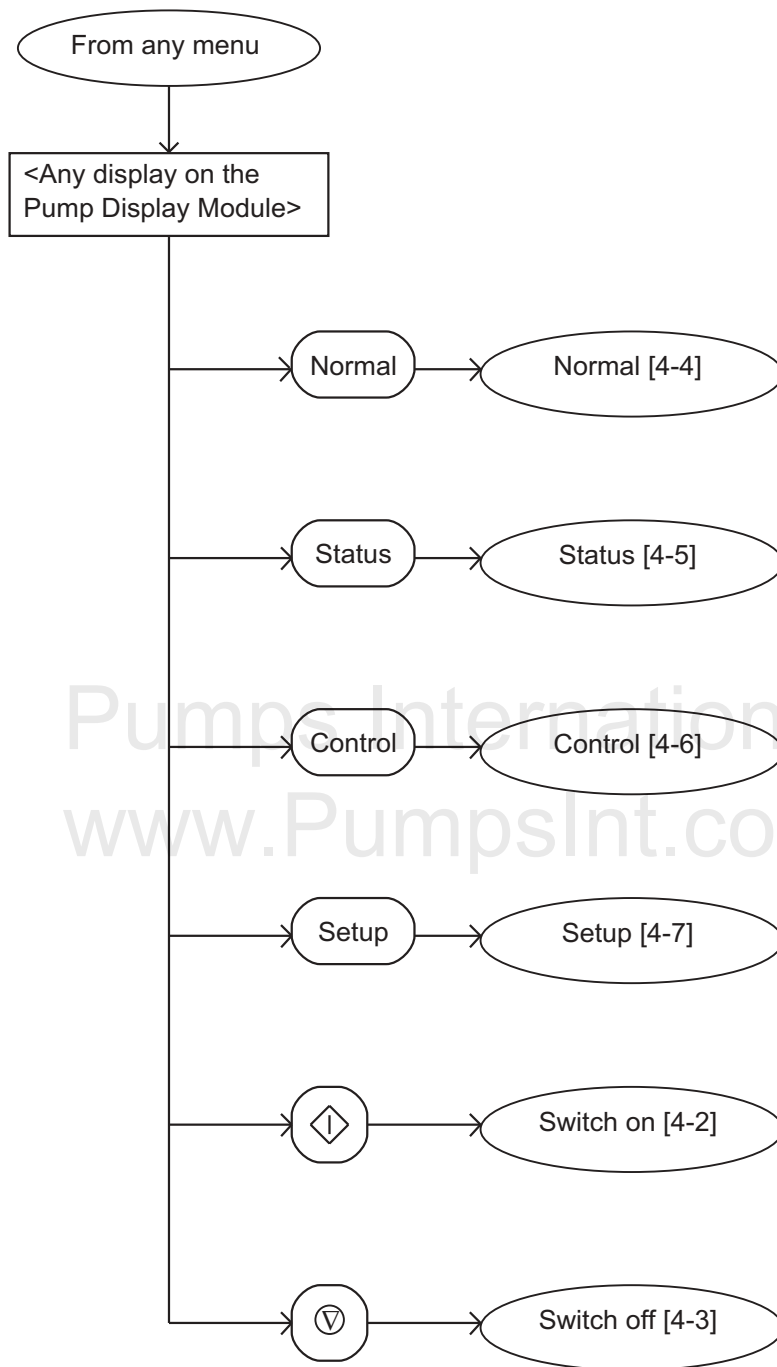 From any menu
<Any display on the
Pump Display Module>
Normal
Normal [4-4]
Status
Status [4-5]
Pumps Internation
Control
Control [4-6]
www.PumpsInt.co
Setup
Setup [4-7]
Switch on [4-2]
Switch off [4-3]